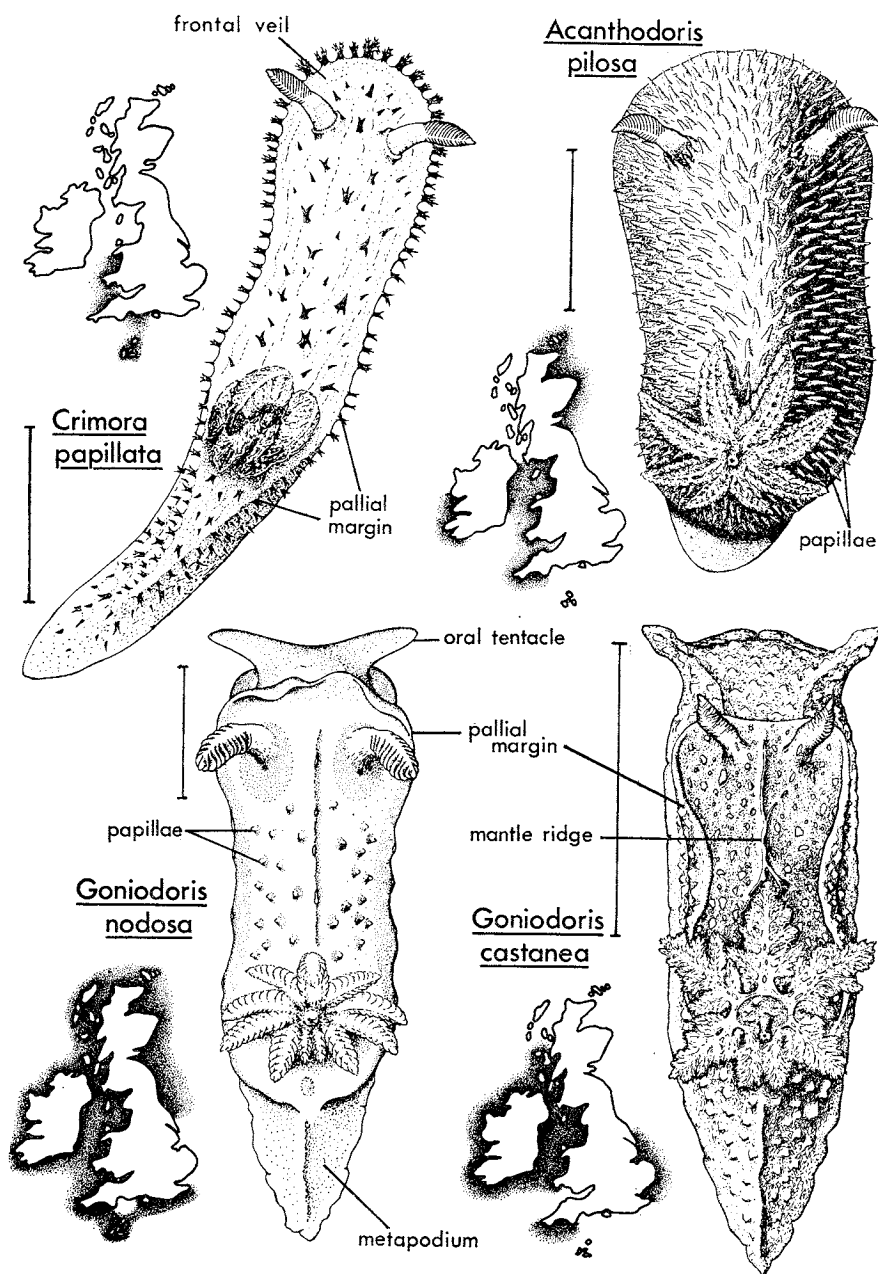 frontal veil
Acanthodoris
pilosa
Crimora
papillata
pallial
margin
papillae
oral tentacle
pallial
margin
papillae
mantle ridge
Goniodoris
nodosa
Goniodoris
castanea
metapodium